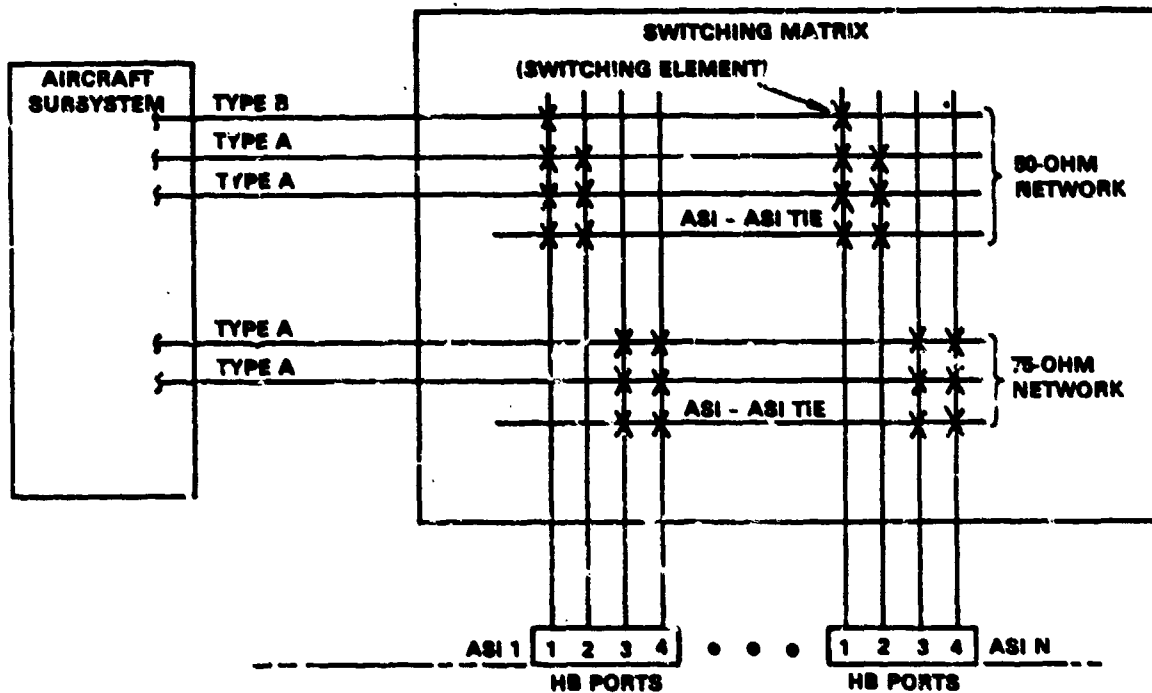 SWITCHING MATRIX
(SWITCHING ELEMENT)
AIRCRAFT
SUBSYSTEM
TYPE B
TYPE A
TYPE A
ASI - ASI TIE
50-OHM
NETWORK
TYPE A
TYPE A
ASI - ASI TIE
75-OHM
NETWORK
ASI 1 1 2 3 4 1 2 3 4 ASI N
HB PORTS HB PORTS